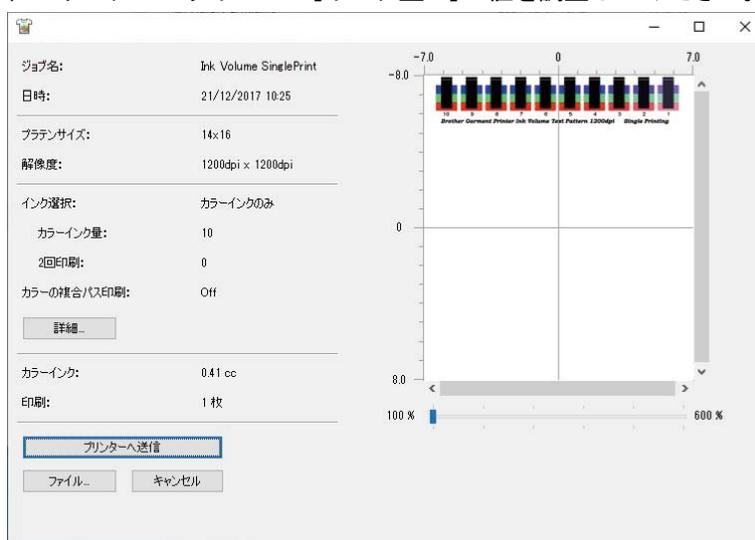 ジョブ名: Ink Volume SinglePrint
日時: 21/12/2017 10:25
プラテンサイズ: 14×16
解像度: 1200dpi × 1200dpi
インク選択: カラーインクのみ
カラーインク量: 10
2回印刷: 0
カラーの複合パス印刷: Off
詳細...
カラーインク: 0.41 cc
印刷: 1 枚
プリンターへ送信
ファイル... キャンセル
-7.0 0 7.0
-8.0
10 9 8 7 6 5 4 3 2 1
Brother Garment Printer Ink Volume Test Pattern 1200dpi Single Printing
0
8.0
100 % 600 %